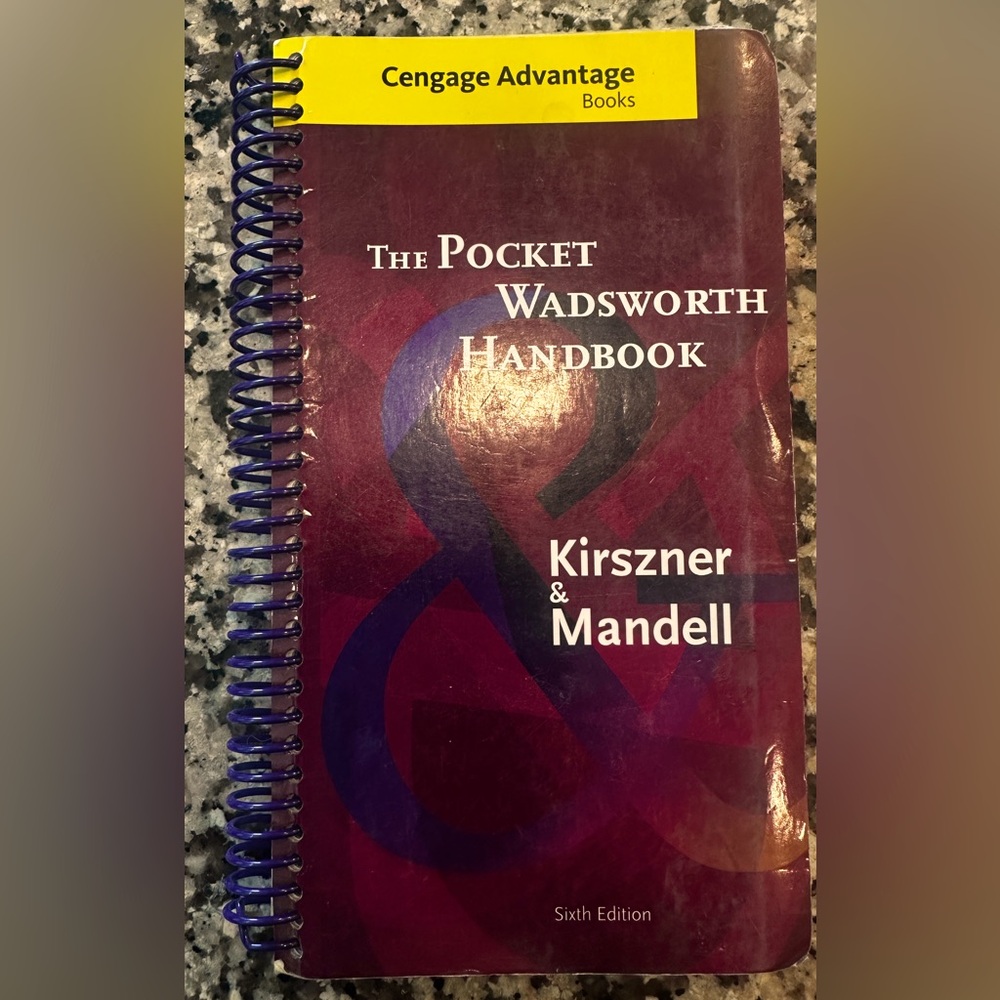 Cengage Advantage
Books
THE POCKET
WADSWORTH
HANDBOOK
Kirszner
&
Mandell
Sixth Edition